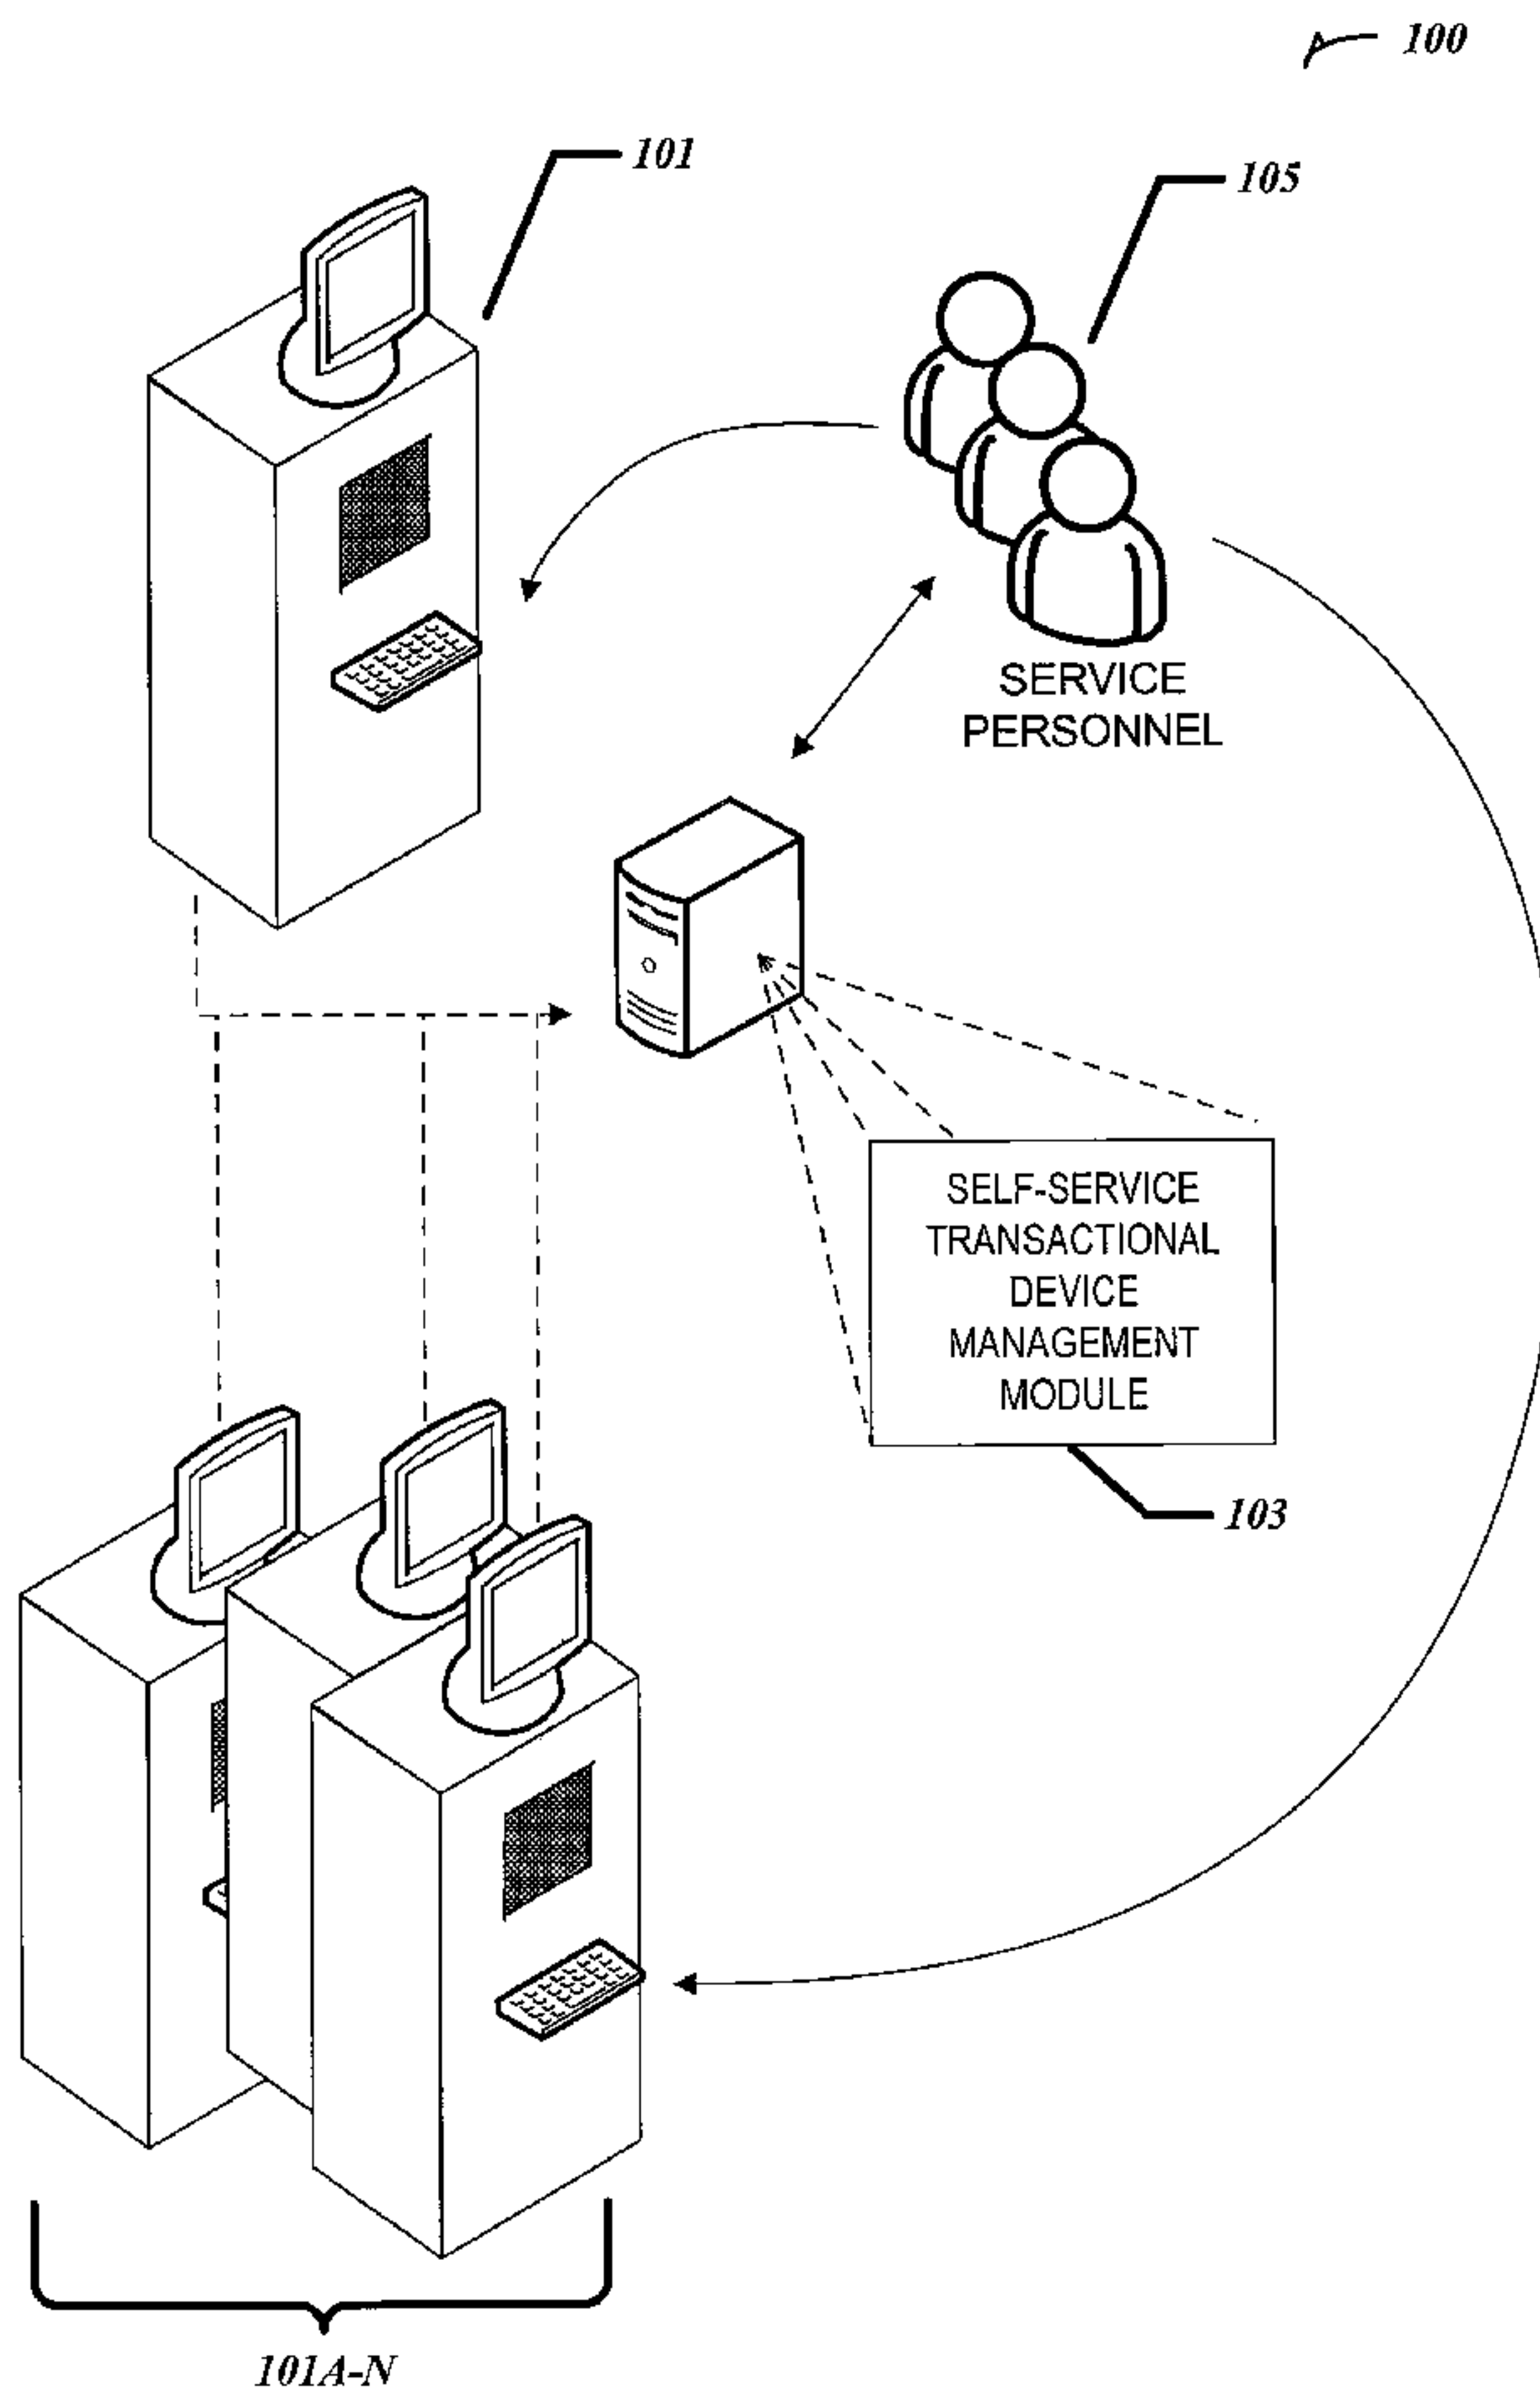 100
101
105
SERVICE
PERSONNEL
SELF-SERVICE
TRANSACTIONAL
DEVICE
MANAGEMENT
MODULE
103
101A-N